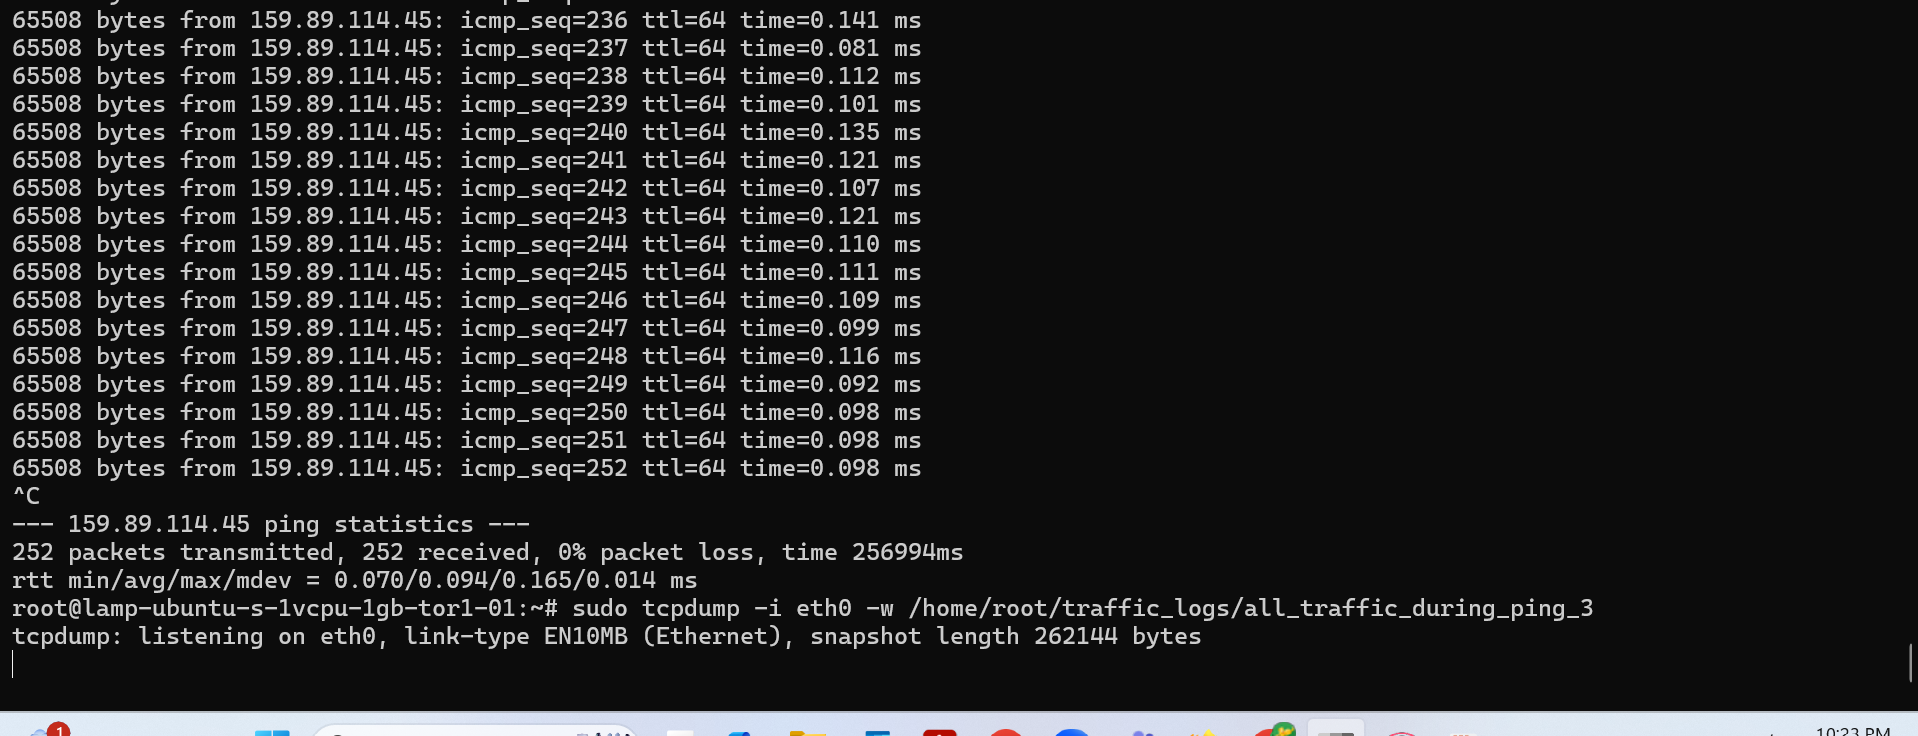 65508 bytes from 159.89.114.45: icmp_seq=236 ttl=64 time=0.141 ms
65508 bytes from 159.89.114.45: icmp_seq=237 ttl=64 time=0.081 ms
65508 bytes from 159.89.114.45: icmp_seq=238 ttl=64 time=0.112 ms
65508 bytes from 159.89.114.45: icmp_seq=239 ttl=64 time=0.101 ms
65508 bytes from 159.89.114.45: icmp_seq=240 ttl=64 time=0.135 ms
65508 bytes from 159.89.114.45: icmp_seq=241 ttl=64 time=0.121 ms
65508 bytes from 159.89.114.45: icmp_seq=242 ttl=64 time=0.107 ms
65508 bytes from 159.89.114.45: icmp_seq=243 ttl=64 time=0.121 ms
65508 bytes from 159.89.114.45: icmp_seq=244 ttl=64 time=0.110 ms
65508 bytes from 159.89.114.45: icmp_seq=245 ttl=64 time=0.111 ms
65508 bytes from 159.89.114.45: icmp_seq=246 ttl=64 time=0.109 ms
65508 bytes from 159.89.114.45: icmp_seq=247 ttl=64 time=0.099 ms
65508 bytes from 159.89.114.45: icmp_seq=248 ttl=64 time=0.116 ms
65508 bytes from 159.89.114.45: icmp_seq=249 ttl=64 time=0.092 ms
65508 bytes from 159.89.114.45: icmp_seq=250 ttl=64 time=0.098 ms
65508 bytes from 159.89.114.45: icmp_seq=251 ttl=64 time=0.098 ms
65508 bytes from 159.89.114.45: icmp_seq=252 ttl=64 time=0.098 ms
^C
--- 159.89.114.45 ping statistics ---
252 packets transmitted, 252 received, 0% packet loss, time 256994ms
rtt min/avg/max/mdev = 0.070/0.094/0.165/0.014 ms
root@lamp-ubuntu-s-1vcpu-1gb-tor1-01:~# sudo tcpdump -i eth0 -w /home/root/traffic_logs/all_traffic_during_ping_3
tcpdump: listening on eth0, link-type EN10MB (Ethernet), snapshot length 262144 bytes
1
10:23 PM